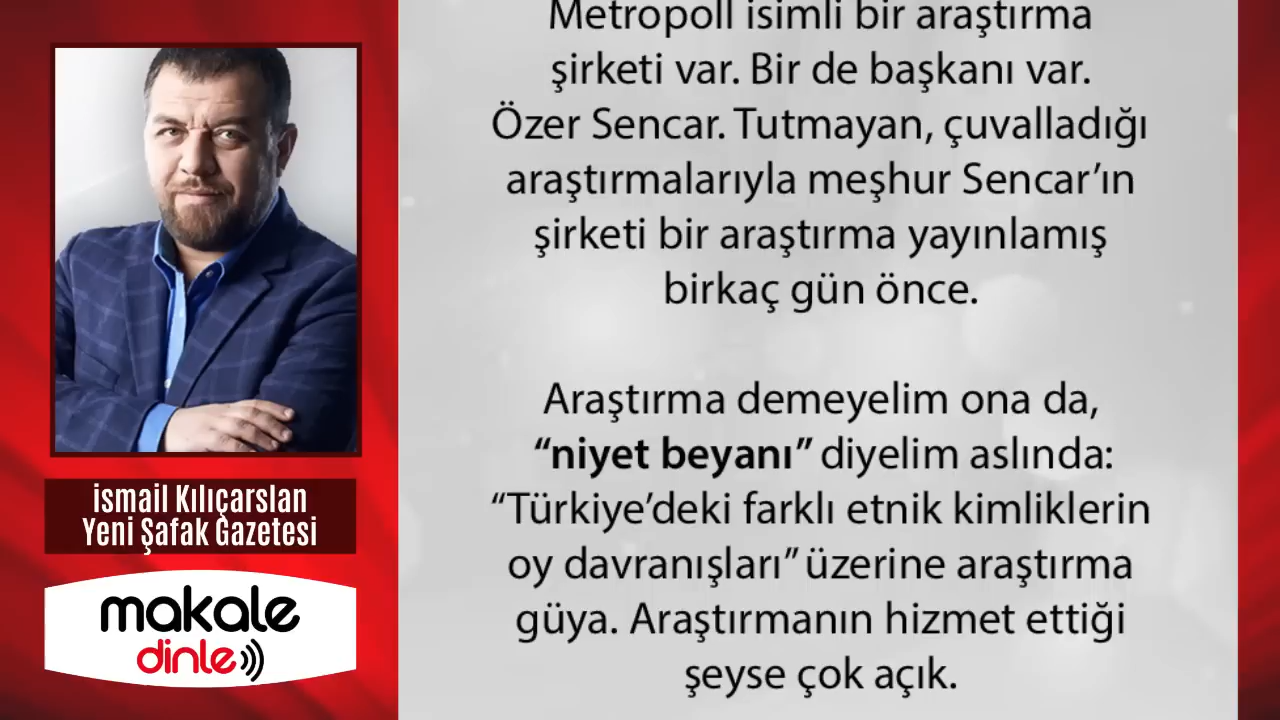 Metropoll isimli bir araştırma
şirketi var. Bir de başkanı var.
Özer Sencar. Tutmayan, çuvalladığı
araştırmalarıyla meşhur Sencar’ın
şirketi bir araştırma yayınlamış
birkaç gün önce.
Araştırma demeyelim ona da,
“niyet beyanı” diyelim aslında:
“Türkiye’deki farklı etnik kimliklerin
oy davranışları” üzerine araştırma
güya. Araştırmanın hizmet ettiği
şeyse çok açık.
ismail Kılıçarslan
Yeni Şafak Gazetesi
makale
dinle